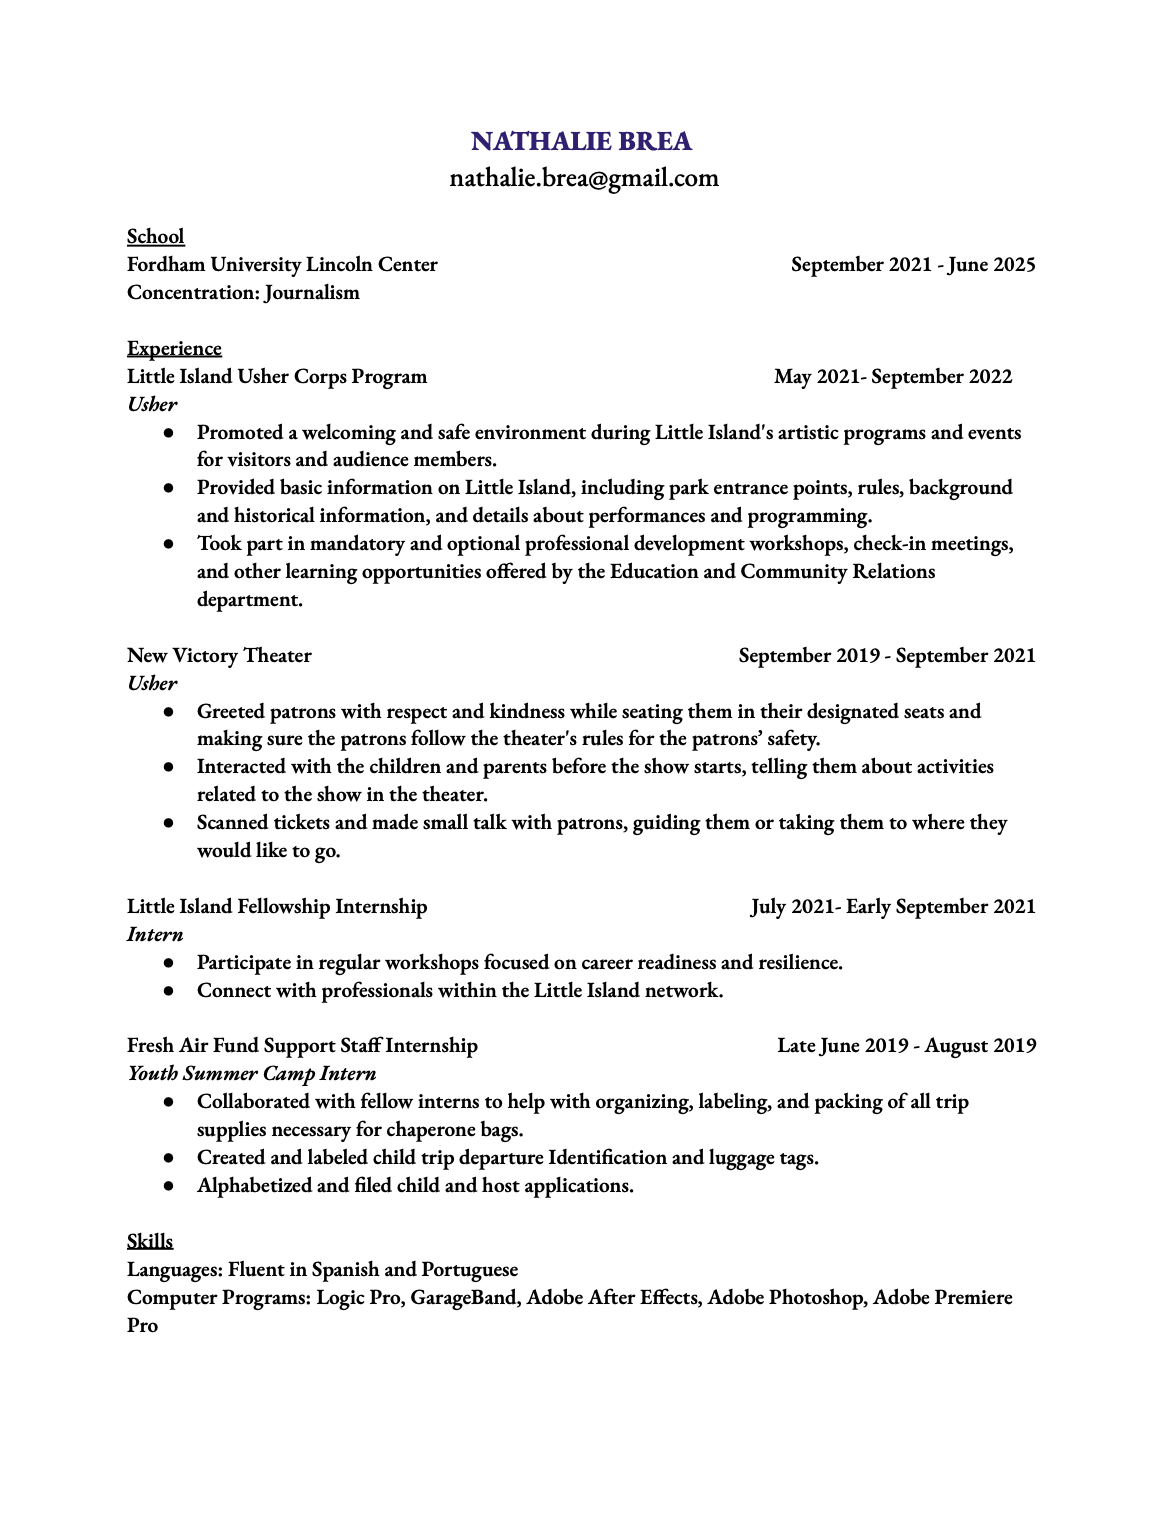 NATHALIE BREA
nathalie.brea@gmail.com
School
Fordham University Lincoln Center September 2021 - June 2025
Concentration: Journalism
Experience
Little Island Usher Corps Program May 2021- September 2022
Usher
● Promoted a welcoming and safe environment during Little Island's artistic programs and events
for visitors and audience members.
● Provided basic information on Little Island, including park entrance points, rules, background
and historical information, and details about performances and programming.
● Took part in mandatory and optional professional development workshops, check-in meetings,
and other learning opportunities offered by the Education and Community Relations
department.
New Victory Theater September 2019 - September 2021
Usher
● Greeted patrons with respect and kindness while seating them in their designated seats and
making sure the patrons follow the theater's rules for the patrons’ safety.
● Interacted with the children and parents before the show starts, telling them about activities
related to the show in the theater.
● Scanned tickets and made small talk with patrons, guiding them or taking them to where they
would like to go.
Little Island Fellowship Internship July 2021- Early September 2021
Intern
● Participate in regular workshops focused on career readiness and resilience.
● Connect with professionals within the Little Island network.
Fresh Air Fund Support Staff Internship Late June 2019 - August 2019
Youth Summer Camp Intern
● Collaborated with fellow interns to help with organizing, labeling, and packing of all trip
supplies necessary for chaperone bags.
● Created and labeled child trip departure Identification and luggage tags.
● Alphabetized and filed child and host applications.
Skills
Languages: Fluent in Spanish and Portuguese
Computer Programs: Logic Pro, GarageBand, Adobe After Effects, Adobe Photoshop, Adobe Premiere
Pro